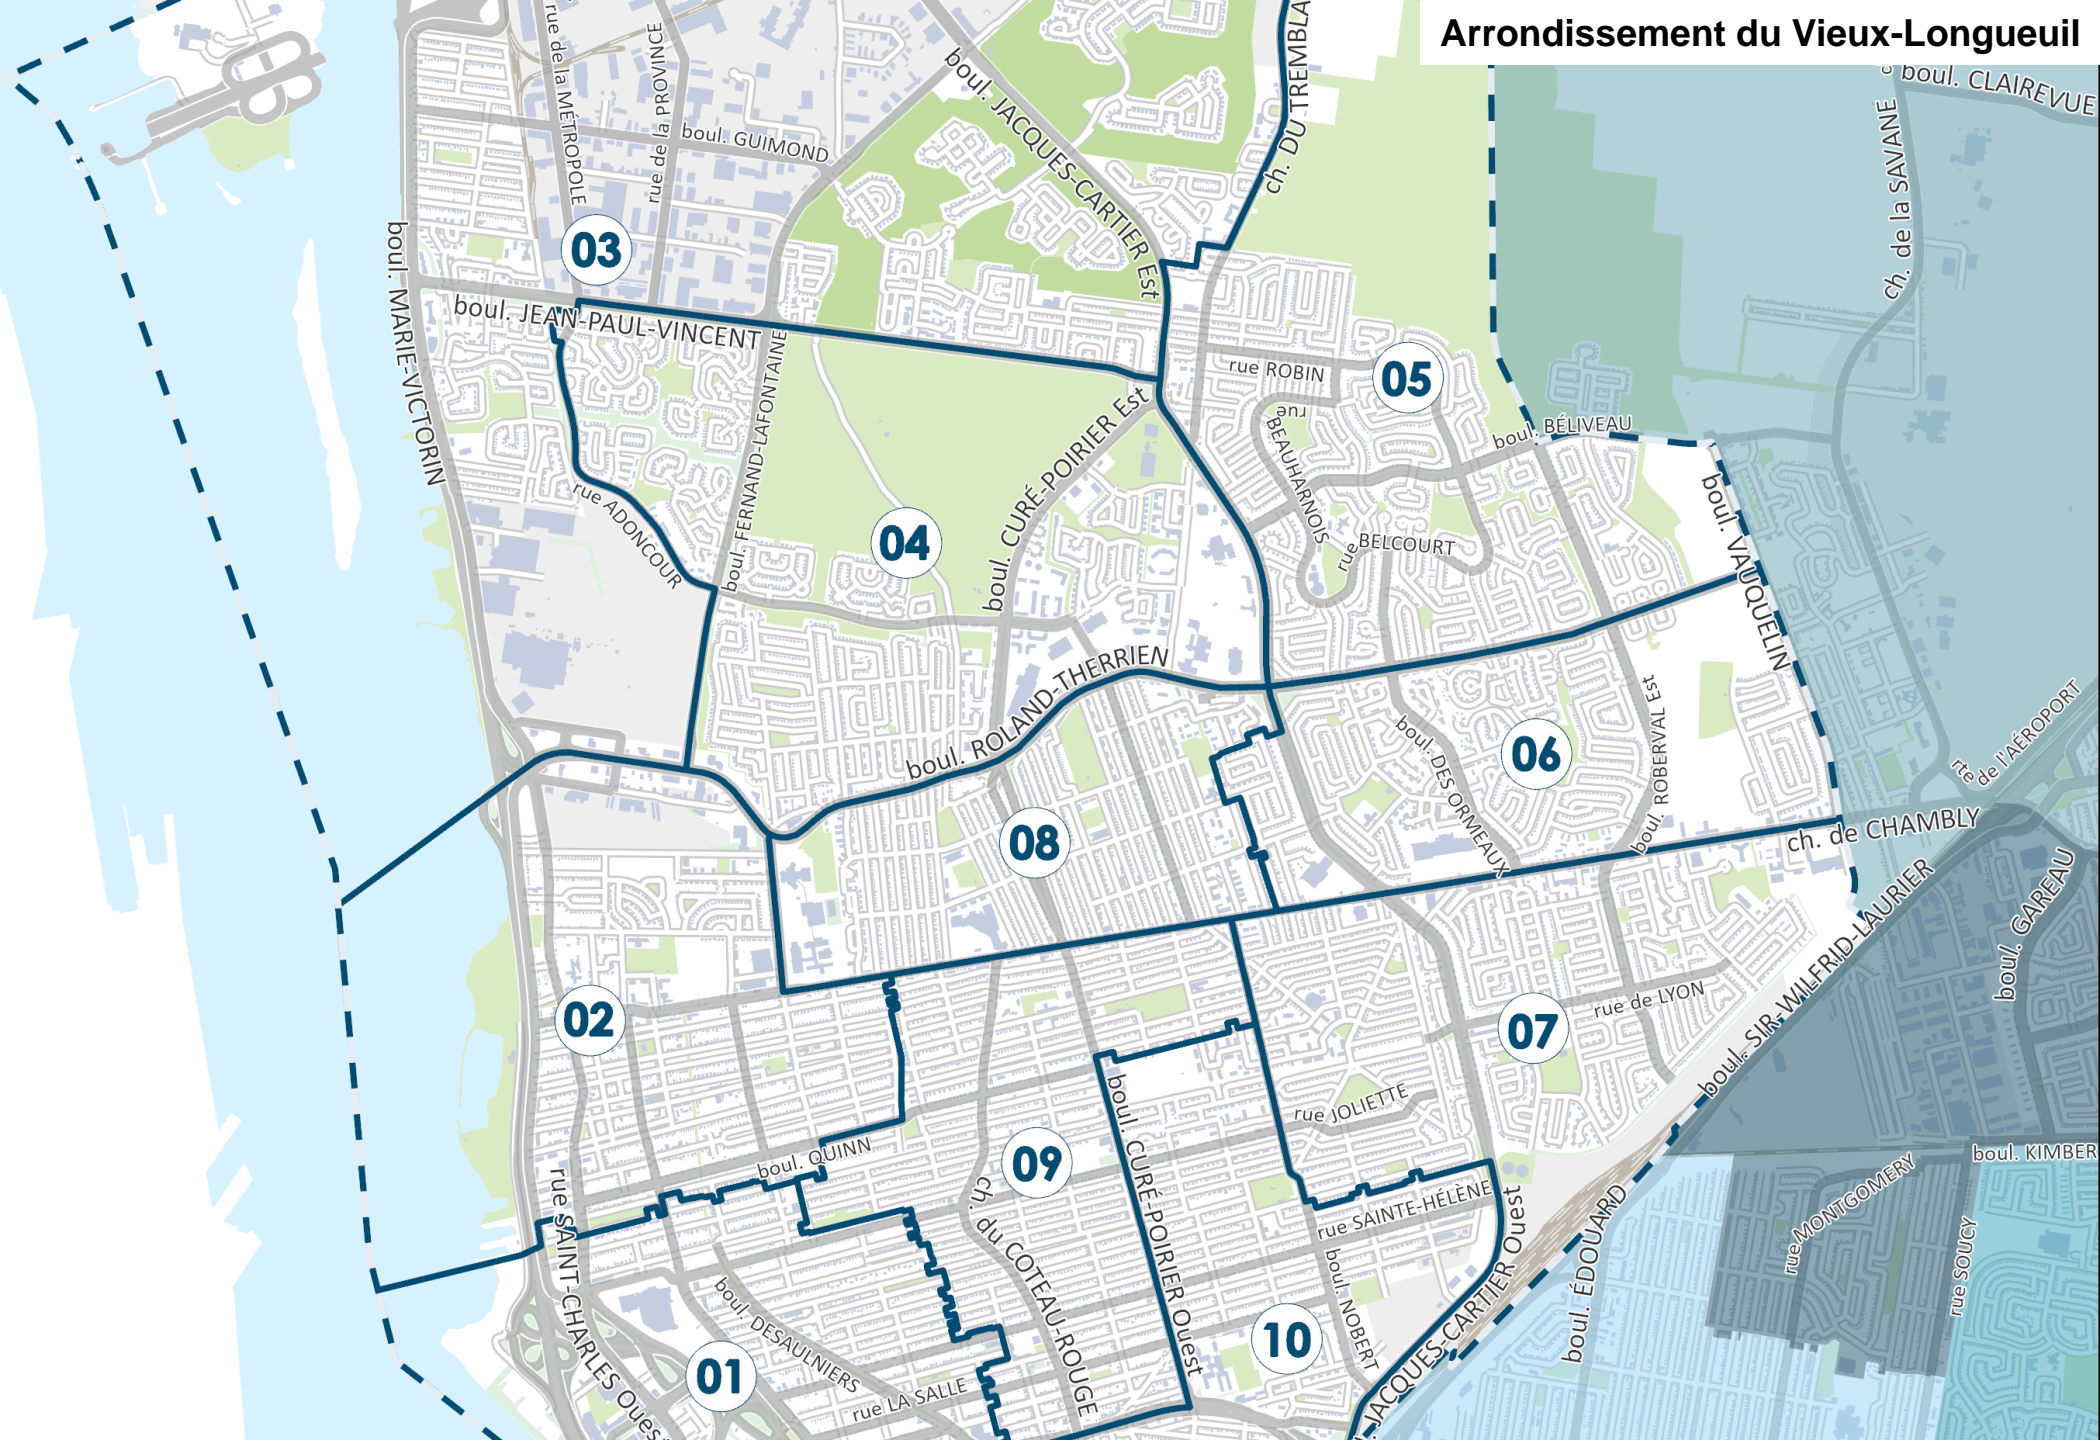 Arrondissement du Vieux-Longueuil
boul. CLAIREVUE
ch. de la SAVANE
rue de la MÉTROPOLE
rue de la PROVINCE
boul. GUIMOND
boul. JACQUES-CARTIER Est
ch. DU TREMBLA
boul. MARIE-VICTORIN
03
boul. JEAN-PAUL-VINCENT
boul. FERNAND-LAFONTAINE
rue ROBIN
05
rue BEAUHARNOIS
boul. BÉLIVEAU
boul. CURÉ-POIRIER Est
rue ADONCOUR
04
rue BELCOURT
boul. VAUQUELIN
boul. ROLAND-THERRIEN
boul. DES ORMEAUX
06
boul. ROBERVAL Est
rte de l'AÉROPORT
08
ch. de CHAMBLY
boul. GAREAU
boul. SIR-WILFRID-LAURIER
02
rue de LYON
07
rue JOLIETTE
boul. QUINN
09
boul. CURÉ-POIRIER Ouest
boul. KIMBER
rue MONTGOMERY
rue SAINTE-HÉLÈNE
boul. ÉDOUARD
rue SOUCY
rue SAINT-CHARLES Oues
ch. du COTEAU-ROUGE
boul. NOBERT
10
boul. DESAULNIERS
01
rue LA SALLE
JACQUES-CARTIER Ouest